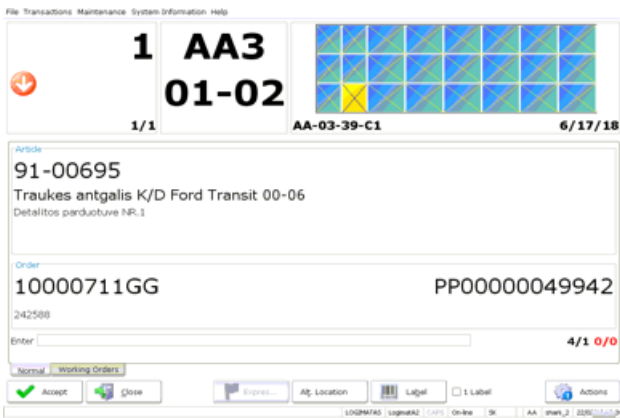 File Transactions Maintenance System Information Help
1
AA3
01-02
1/1
AA-03-39-C1
6/17/18
Article
91-00695
Traukes antgalis K/D Ford Transit 00-06
Detalitos parduotuve NR.1
Order
10000711GG
PP00000049942
242588
Enter
4/1 0/0
Normal Working Orders
Accept Close Expres... Alt. Location Label 1 Label Actions
LOGIMATAS LogimatA2 CAPS On-line SK AA